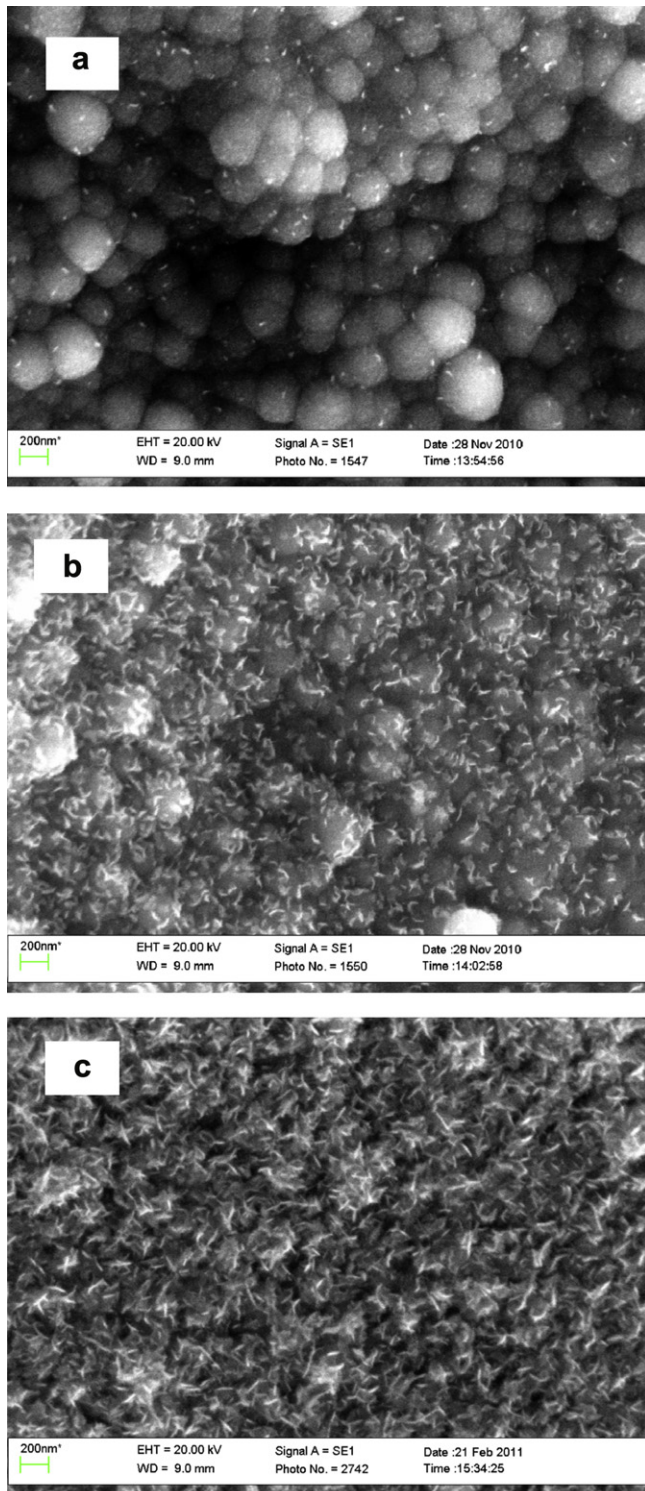 a
200nm* EHT = 20.00 kV Signal A = SE1 Date :28 Nov 2010
WD = 9.0 mm Photo No. = 1547 Time :13:54:56
b
200nm* EHT = 20.00 kV Signal A = SE1 Date :28 Nov 2010
WD = 9.0 mm Photo No. = 1550 Time :14:02:58
c
200nm* EHT = 20.00 kV Signal A = SE1 Date :21 Feb 2011
WD = 9.0 mm Photo No. = 2742 Time :15:34:25